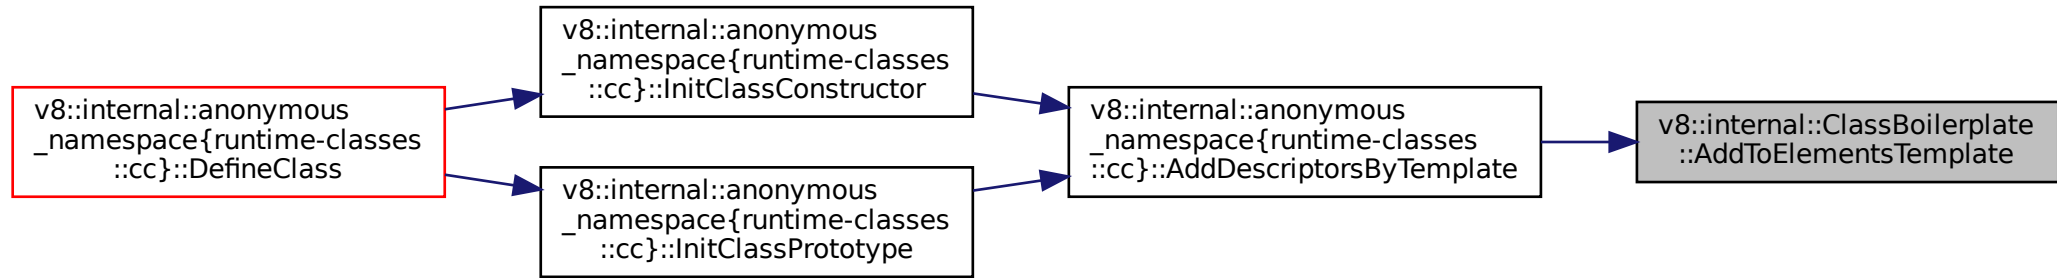 v8::internal::anonymous
_namespace{runtime-classes
::cc}::DefineClass
v8::internal::anonymous
_namespace{runtime-classes
::cc}::InitClassConstructor
v8::internal::anonymous
_namespace{runtime-classes
::cc}::InitClassPrototype
v8::internal::anonymous
_namespace{runtime-classes
::cc}::AddDescriptorsByTemplate
v8::internal::ClassBoilerplate
::AddToElementsTemplate